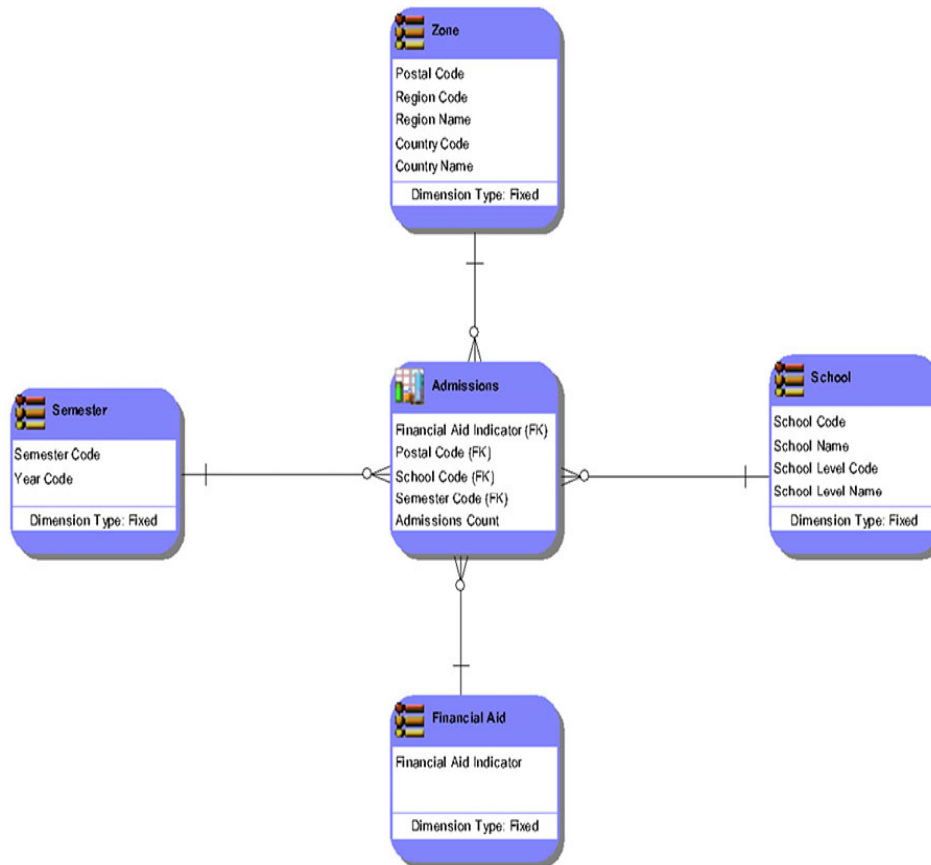 Zone
Postal Code
Region Code
Region Name
Country Code
Country Name
Dimension Type: Fixed
Semester
Semester Code
Year Code
Dimension Type: Fixed
Admissions
Financial Aid Indicator (FK)
Postal Code (FK)
School Code (FK)
Semester Code (FK)
Admissions Count
School
School Code
School Name
School Level Code
School Level Name
Dimension Type: Fixed
Financial Aid
Financial Aid Indicator
Dimension Type: Fixed